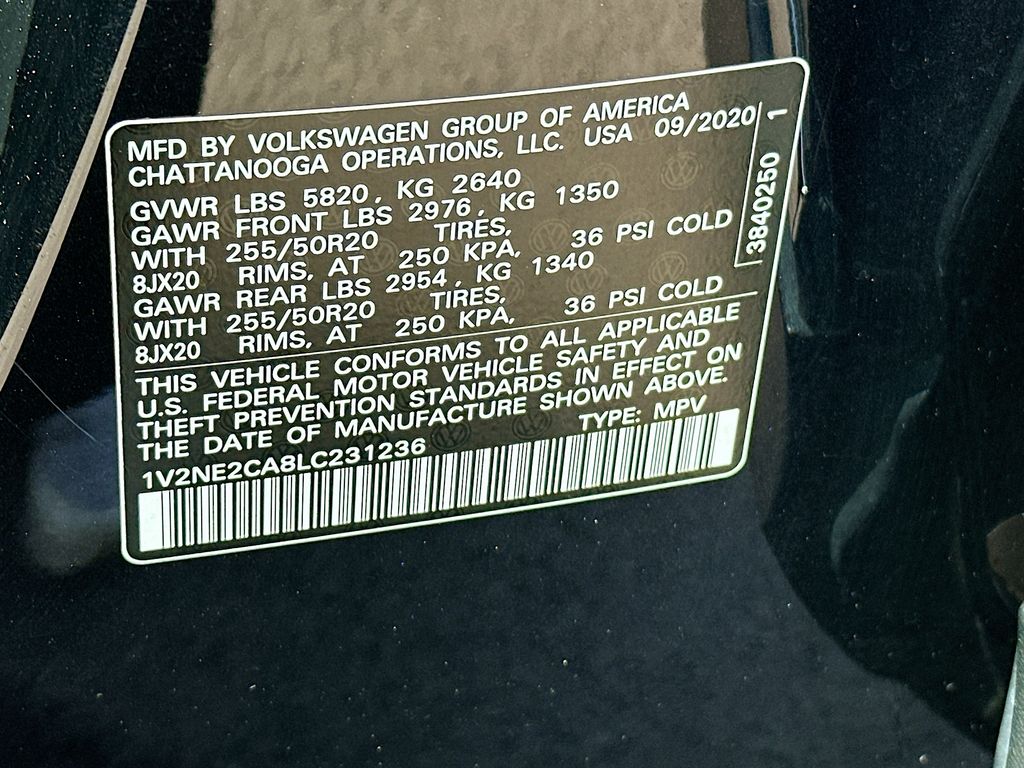 MFD BY VOLKSWAGEN GROUP OF AMERICA
CHATTANOOGA OPERATIONS, LLC. USA 09/2020
GVWR LBS 5820, KG 2640
GAWR FRONT LBS 2976, KG 1350
WITH 255/50R20 TIRES,
8JX20 RIMS, AT 250 KPA, 36 PSI COLD
GAWR REAR LBS 2954, KG 1340
WITH 255/50R20 TIRES,
8JX20 RIMS, AT 250 KPA, 36 PSI COLD
THIS VEHICLE CONFORMS TO ALL APPLICABLE
U.S. FEDERAL MOTOR VEHICLE SAFETY AND
THEFT PREVENTION STANDARDS IN EFFECT ON
THE DATE OF MANUFACTURE SHOWN ABOVE.
1V2NE2CA8LC231236 TYPE: MPV
3840250 1